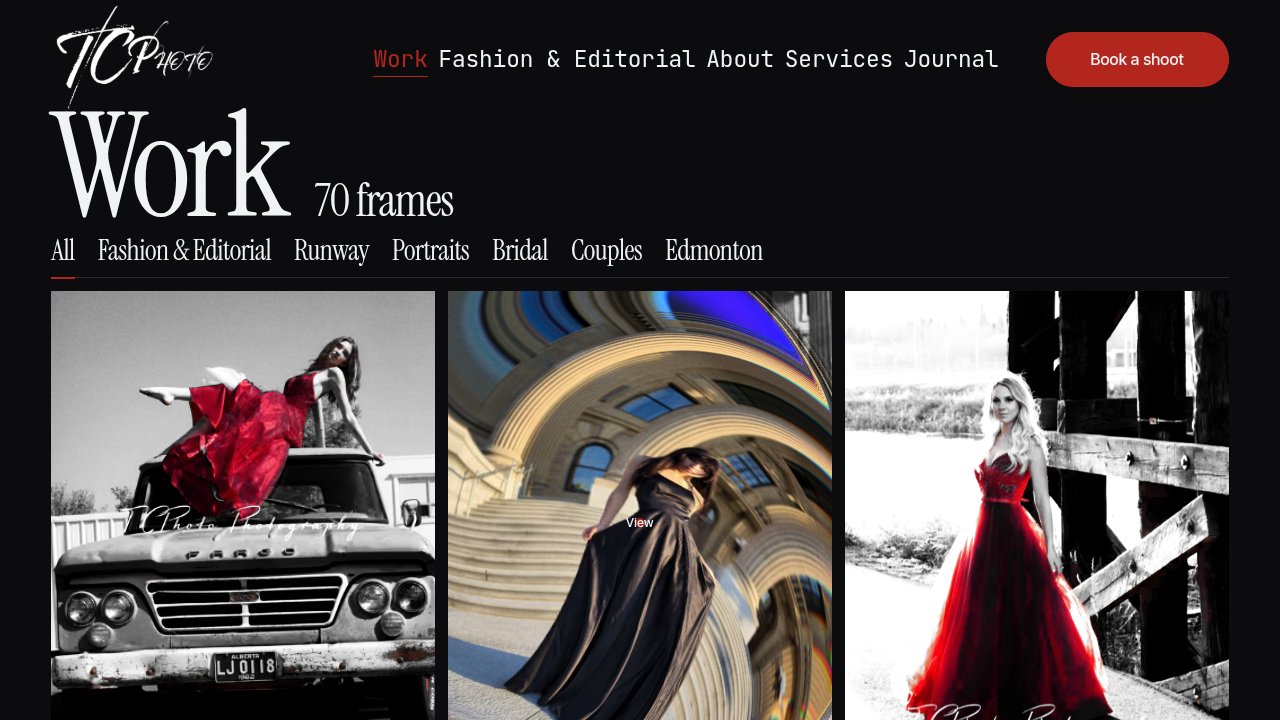 TCPhoto
Work Fashion & Editorial About Services Journal
Book a shoot
Work 70 frames
All Fashion & Editorial Runway Portraits Bridal Couples Edmonton
TCPhoto Photography
FARGO
ALBERTA
LJ 0118
View